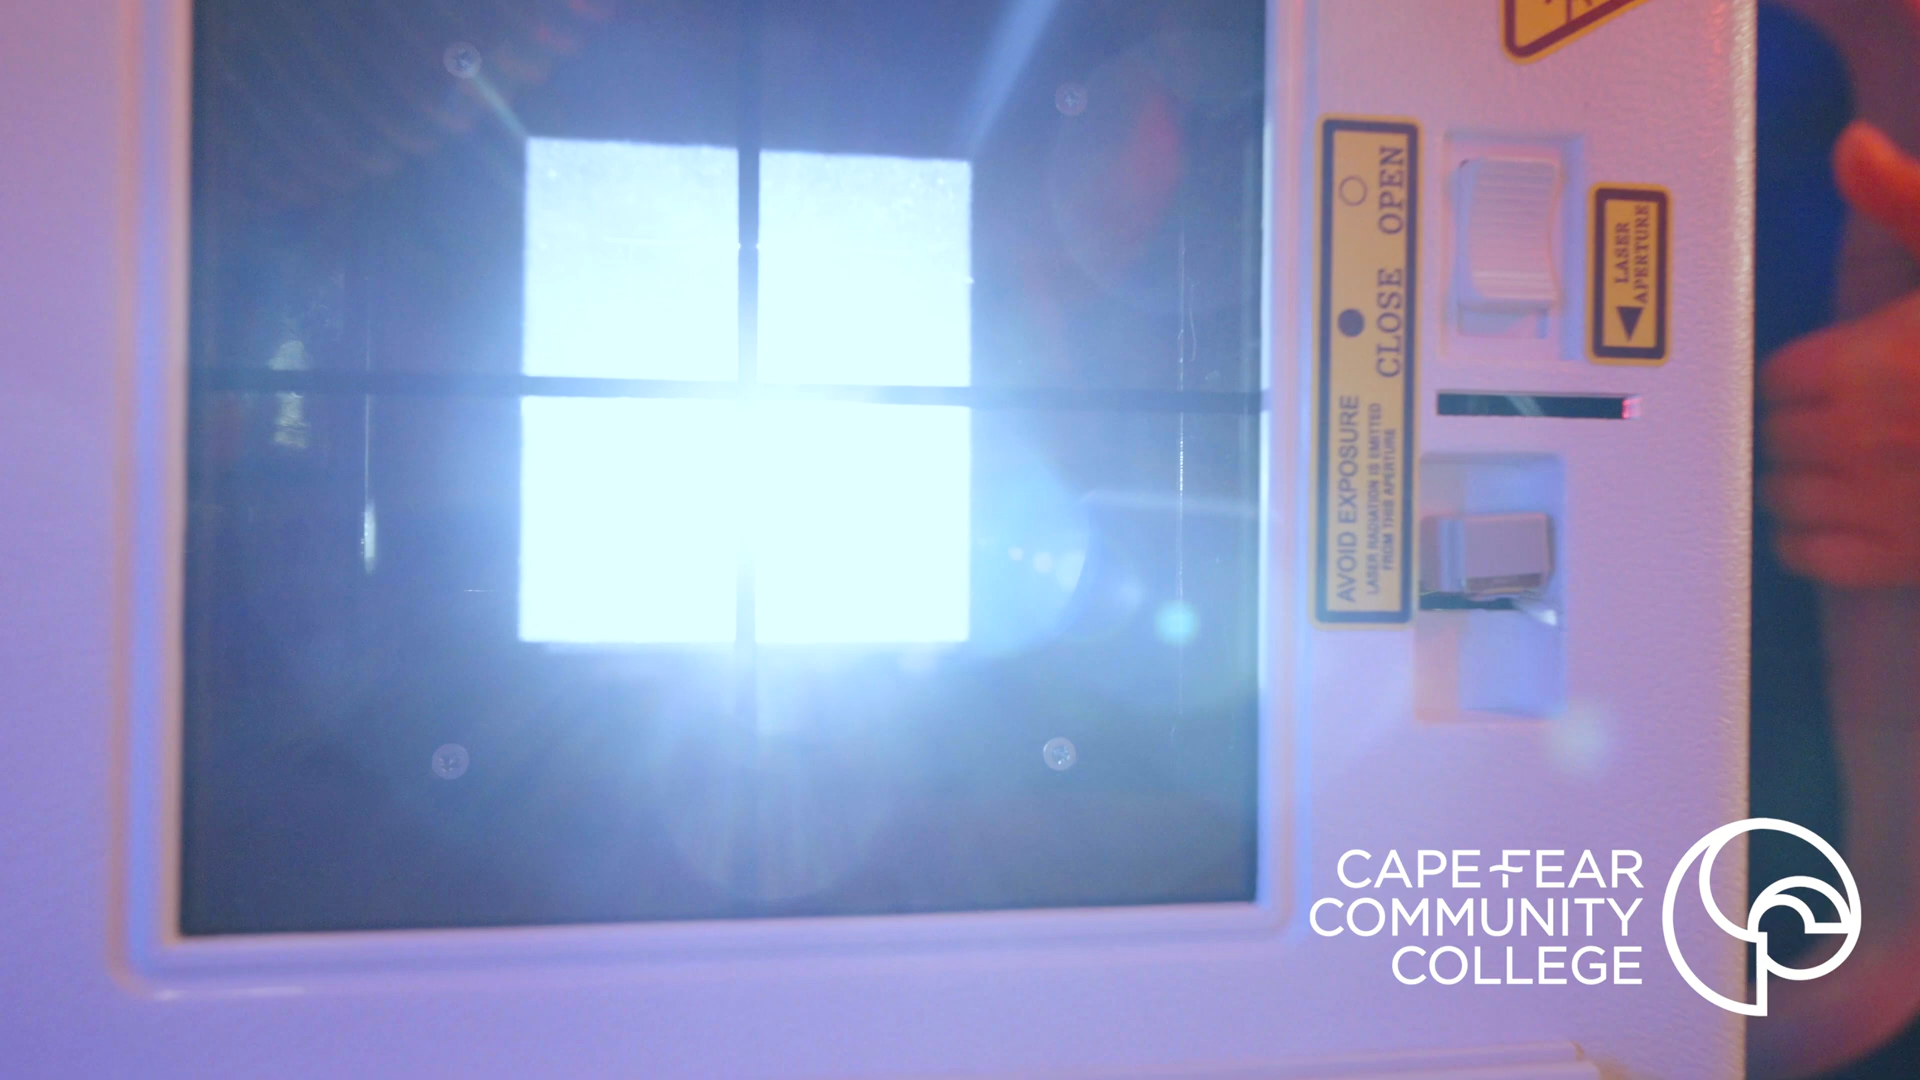 OPEN
CLOSE
AVOID EXPOSURE
LASER RADIATION IS EMITTED
FROM THIS APERTURE
LASER
APERTURE
CAPE FEAR
COMMUNITY
COLLEGE